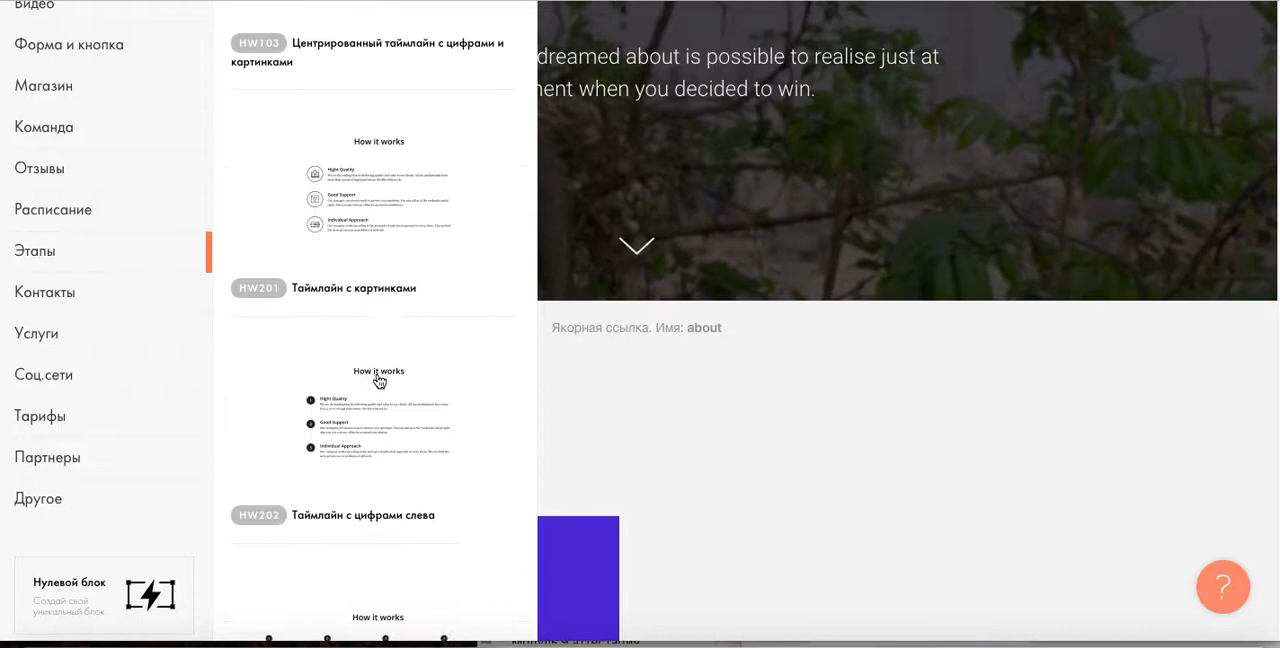 Видео
Форма и кнопка
Магазин
Команда
Отзывы
Расписание
Этапы
Контакты
Услуги
Соц.сети
Тарифы
Партнеры
Другое
Нулевой блок
Создай свой
уникальный блок
HW103 Центрированный таймлайн с цифрами и
картинками
How it works
Hight Quality
Good Support
Individual Approach
HW201 Таймлайн с картинками
How it works
Hight Quality
Good Support
Individual Approach
HW202 Таймлайн с цифрами слева
How it works
dreamed about is possible to realise just at
when you decided to win.
Якорная ссылка. Имя: about
?